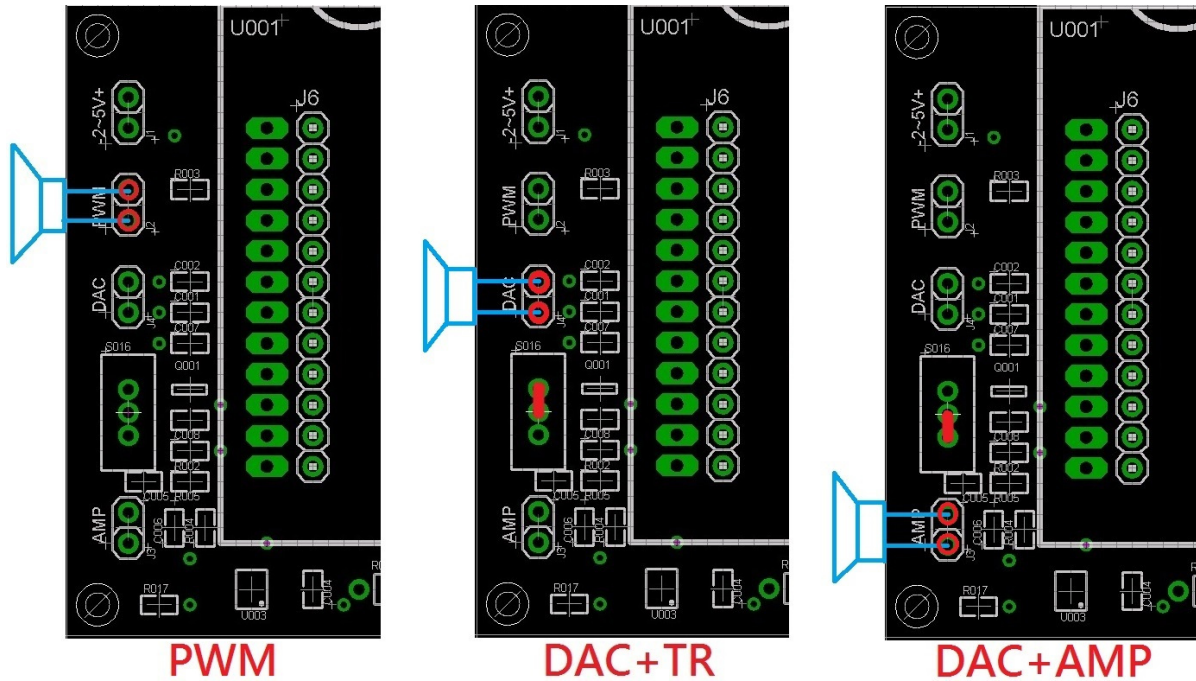 U001
J6
-2~5V+
J1
PWM
R003
J2
DAC
C002
C001
J4
C007
S016
Q001
C008
R002
C005
R005
AMP
C006
R004
J3
R017
U003
C004
R
PWM
U001
J6
-2~5V+
J1
PWM
R003
J2
DAC
C002
C001
J4
C007
S016
Q001
C008
R002
C005
R005
AMP
C006
R004
J3
R017
U003
C004
R
DAC+TR
U001
J6
-2~5V+
J1
PWM
R003
J2
DAC
C002
C001
J4
C007
S016
Q001
C008
R002
C005
R005
AMP
C006
R004
J3
R017
U003
C004
R
DAC+AMP